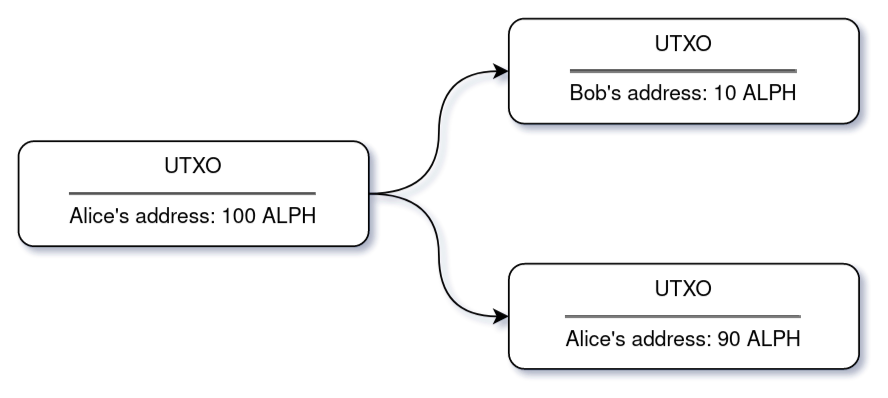 UTXO
Alice's address: 100 ALPH
UTXO
Bob's address: 10 ALPH
UTXO
Alice's address: 90 ALPH